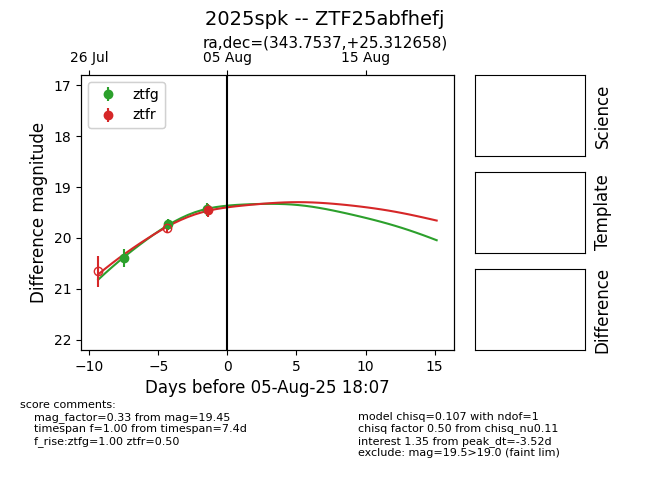 2025spk -- ZTF25abfhefj
ra,dec=(343.7537,+25.312658)
26 Jul 05 Aug 15 Aug
ztfg
ztfr
17
18
19
20
21
22
Difference magnitude
−10 −5 0 5 10 15
Days before 05-Aug-25 18:07
Science
Template
Difference
score comments:
mag_factor=0.33 from mag=19.45
timespan f=1.00 from timespan=7.4d
f_rise:ztfg=1.00 ztfr=0.50
model chisq=0.107 with ndof=1
chisq factor 0.50 from chisq_nu0.11
interest 1.35 from peak_dt=-3.52d
exclude: mag=19.5>19.0 (faint lim)